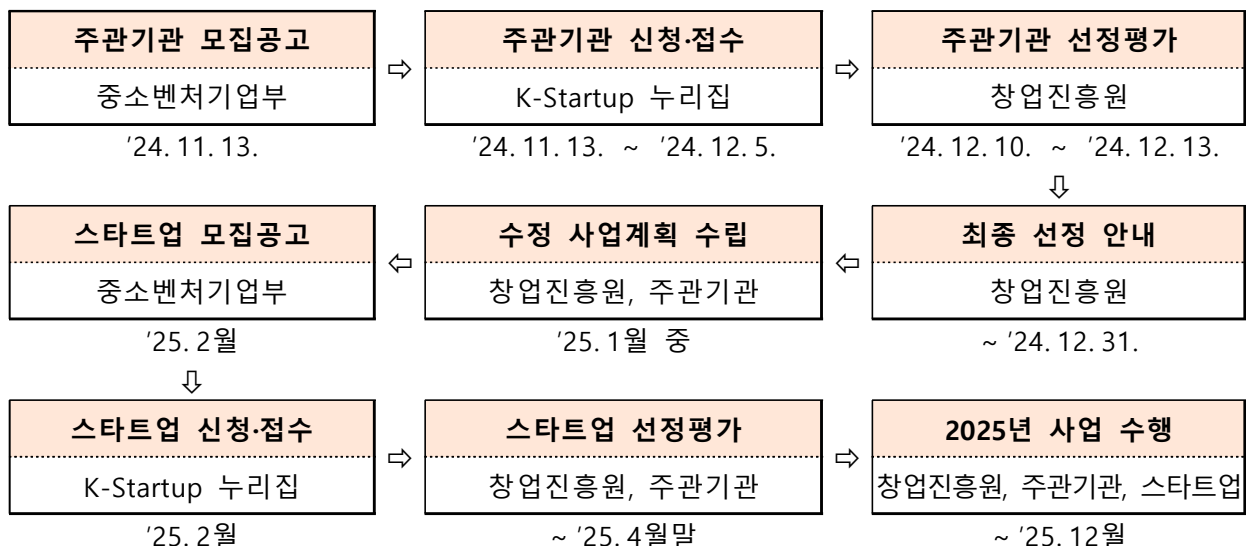 주관기관 모집공고 ⇨ 주관기관 신청·접수 ⇨ 주관기관 선정평가
중소벤처기업부 K-Startup 누리집 창업진흥원
'24. 11. 13. '24. 11. 13. ~ '24. 12. 5. '24. 12. 10. ~ '24. 12. 13.
⇩
스타트업 모집공고 ⇦ 수정 사업계획 수립 ⇦ 최종 선정 안내
중소벤처기업부 창업진흥원, 주관기관 창업진흥원
'25. 2월 '25. 1월 중 ~ '24. 12. 31.
⇩
스타트업 신청·접수 ⇨ 스타트업 선정평가 ⇨ 2025년 사업 수행
K-Startup 누리집 창업진흥원, 주관기관 창업진흥원, 주관기관, 스타트업
'25. 2월 ~ '25. 4월말 ~ '25. 12월